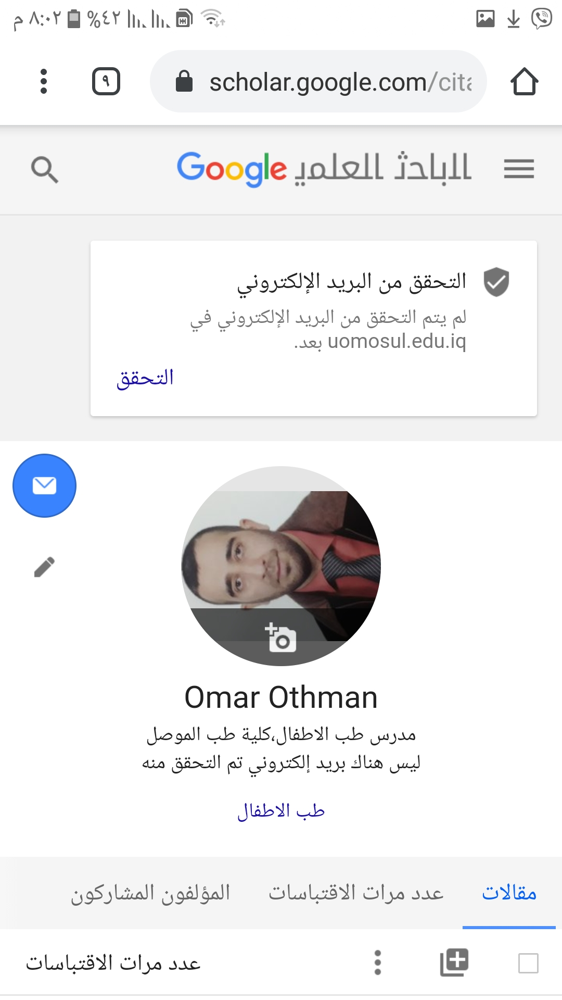 ٨:٠٢ م
%٤٢
٩
scholar.google.com/cita
الباحث العلمي Google
التحقق من البريد الإلكتروني
لم يتم التحقق من البريد الإلكتروني في
uomosul.edu.iq بعد.
التحقق
Omar Othman
مدرس طب الاطفال،كلية طب الموصل
ليس هناك بريد إلكتروني تم التحقق منه
طب الاطفال
مقالات
عدد مرات الاقتباسات
المؤلفون المشاركون
عدد مرات الاقتباسات